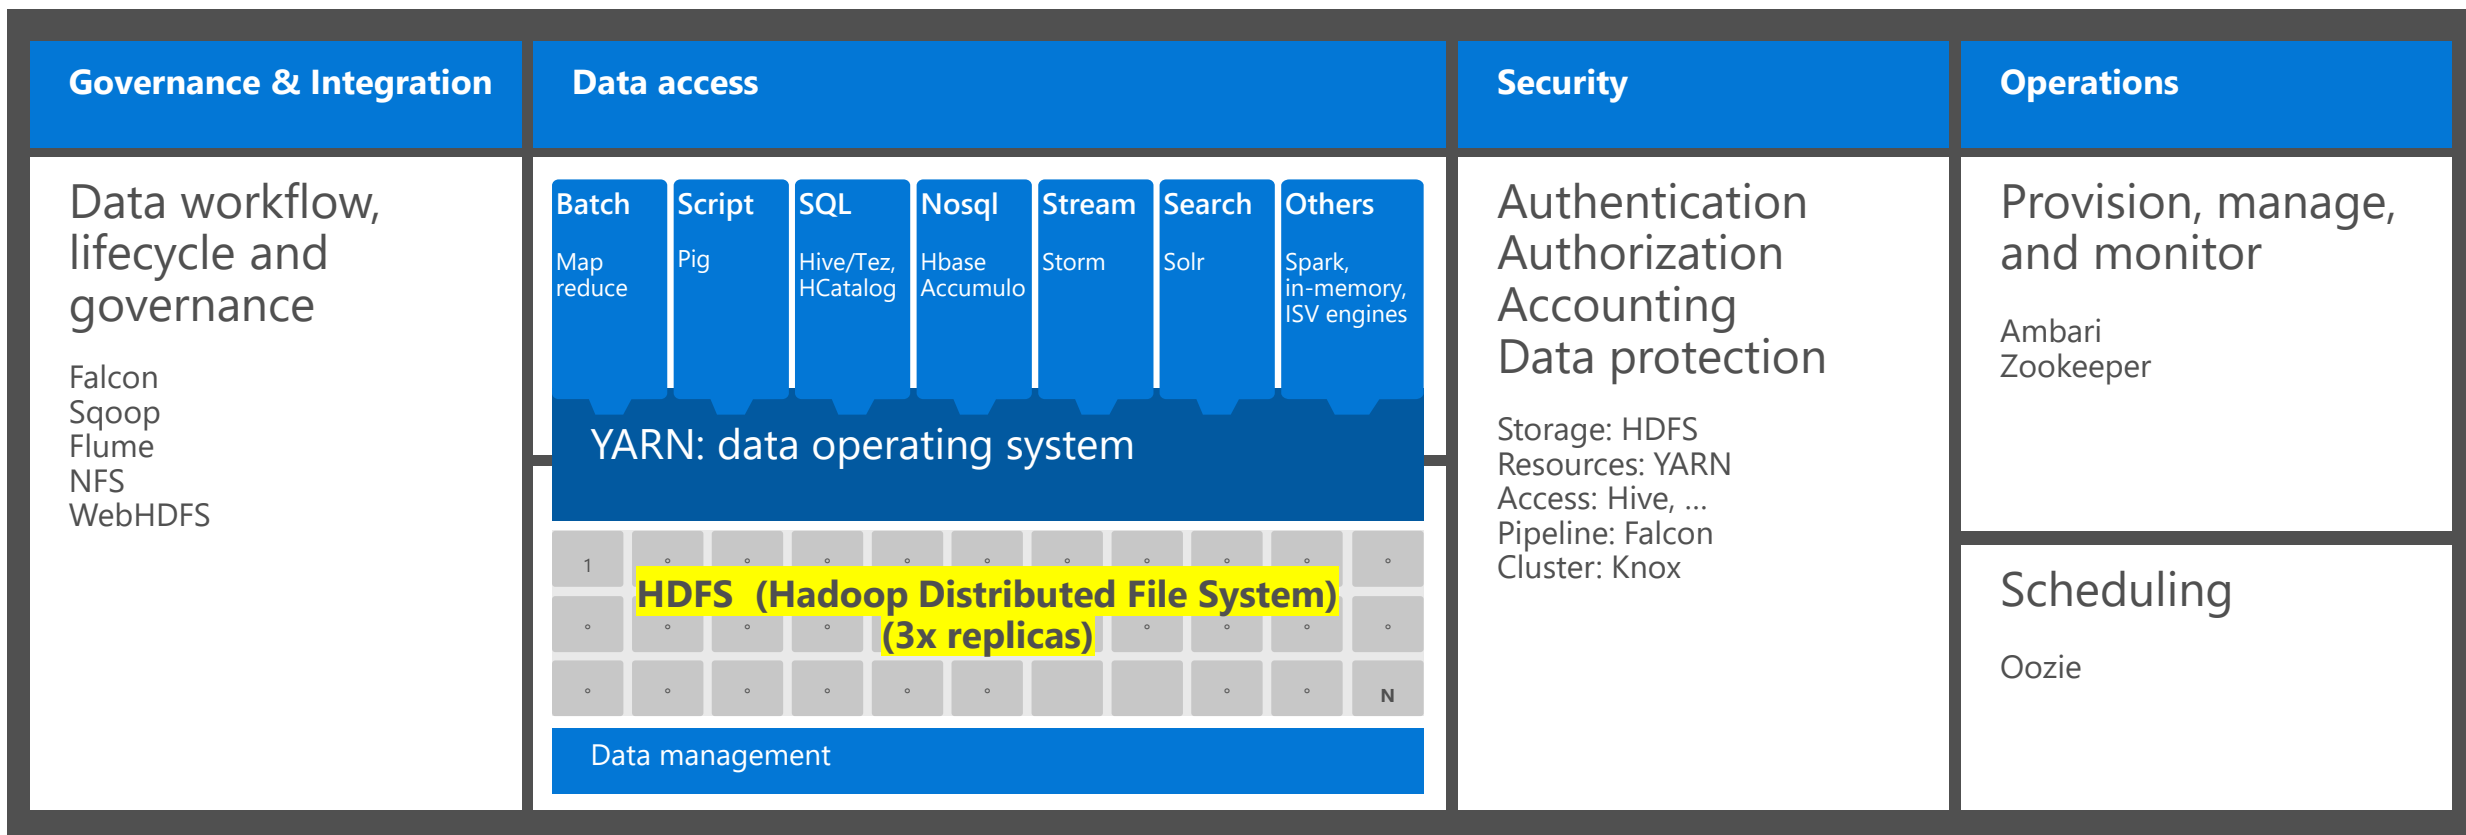 Governance & Integration
Data workflow,
lifecycle and
governance
Falcon
Sqoop
Flume
NFS
WebHDFS
Data access
Batch
Map
reduce
Script
Pig
SQL
Hive/Tez,
HCatalog
Nosql
Hbase
Accumulo
Stream
Storm
Search
Solr
Others
Spark,
in-memory,
ISV engines
YARN: data operating system
1
HDFS (Hadoop Distributed File System)
(3x replicas)
N
Data management
Security
Authentication
Authorization
Accounting
Data protection
Storage: HDFS
Resources: YARN
Access: Hive, …
Pipeline: Falcon
Cluster: Knox
Operations
Provision, manage,
and monitor
Ambari
Zookeeper
Scheduling
Oozie